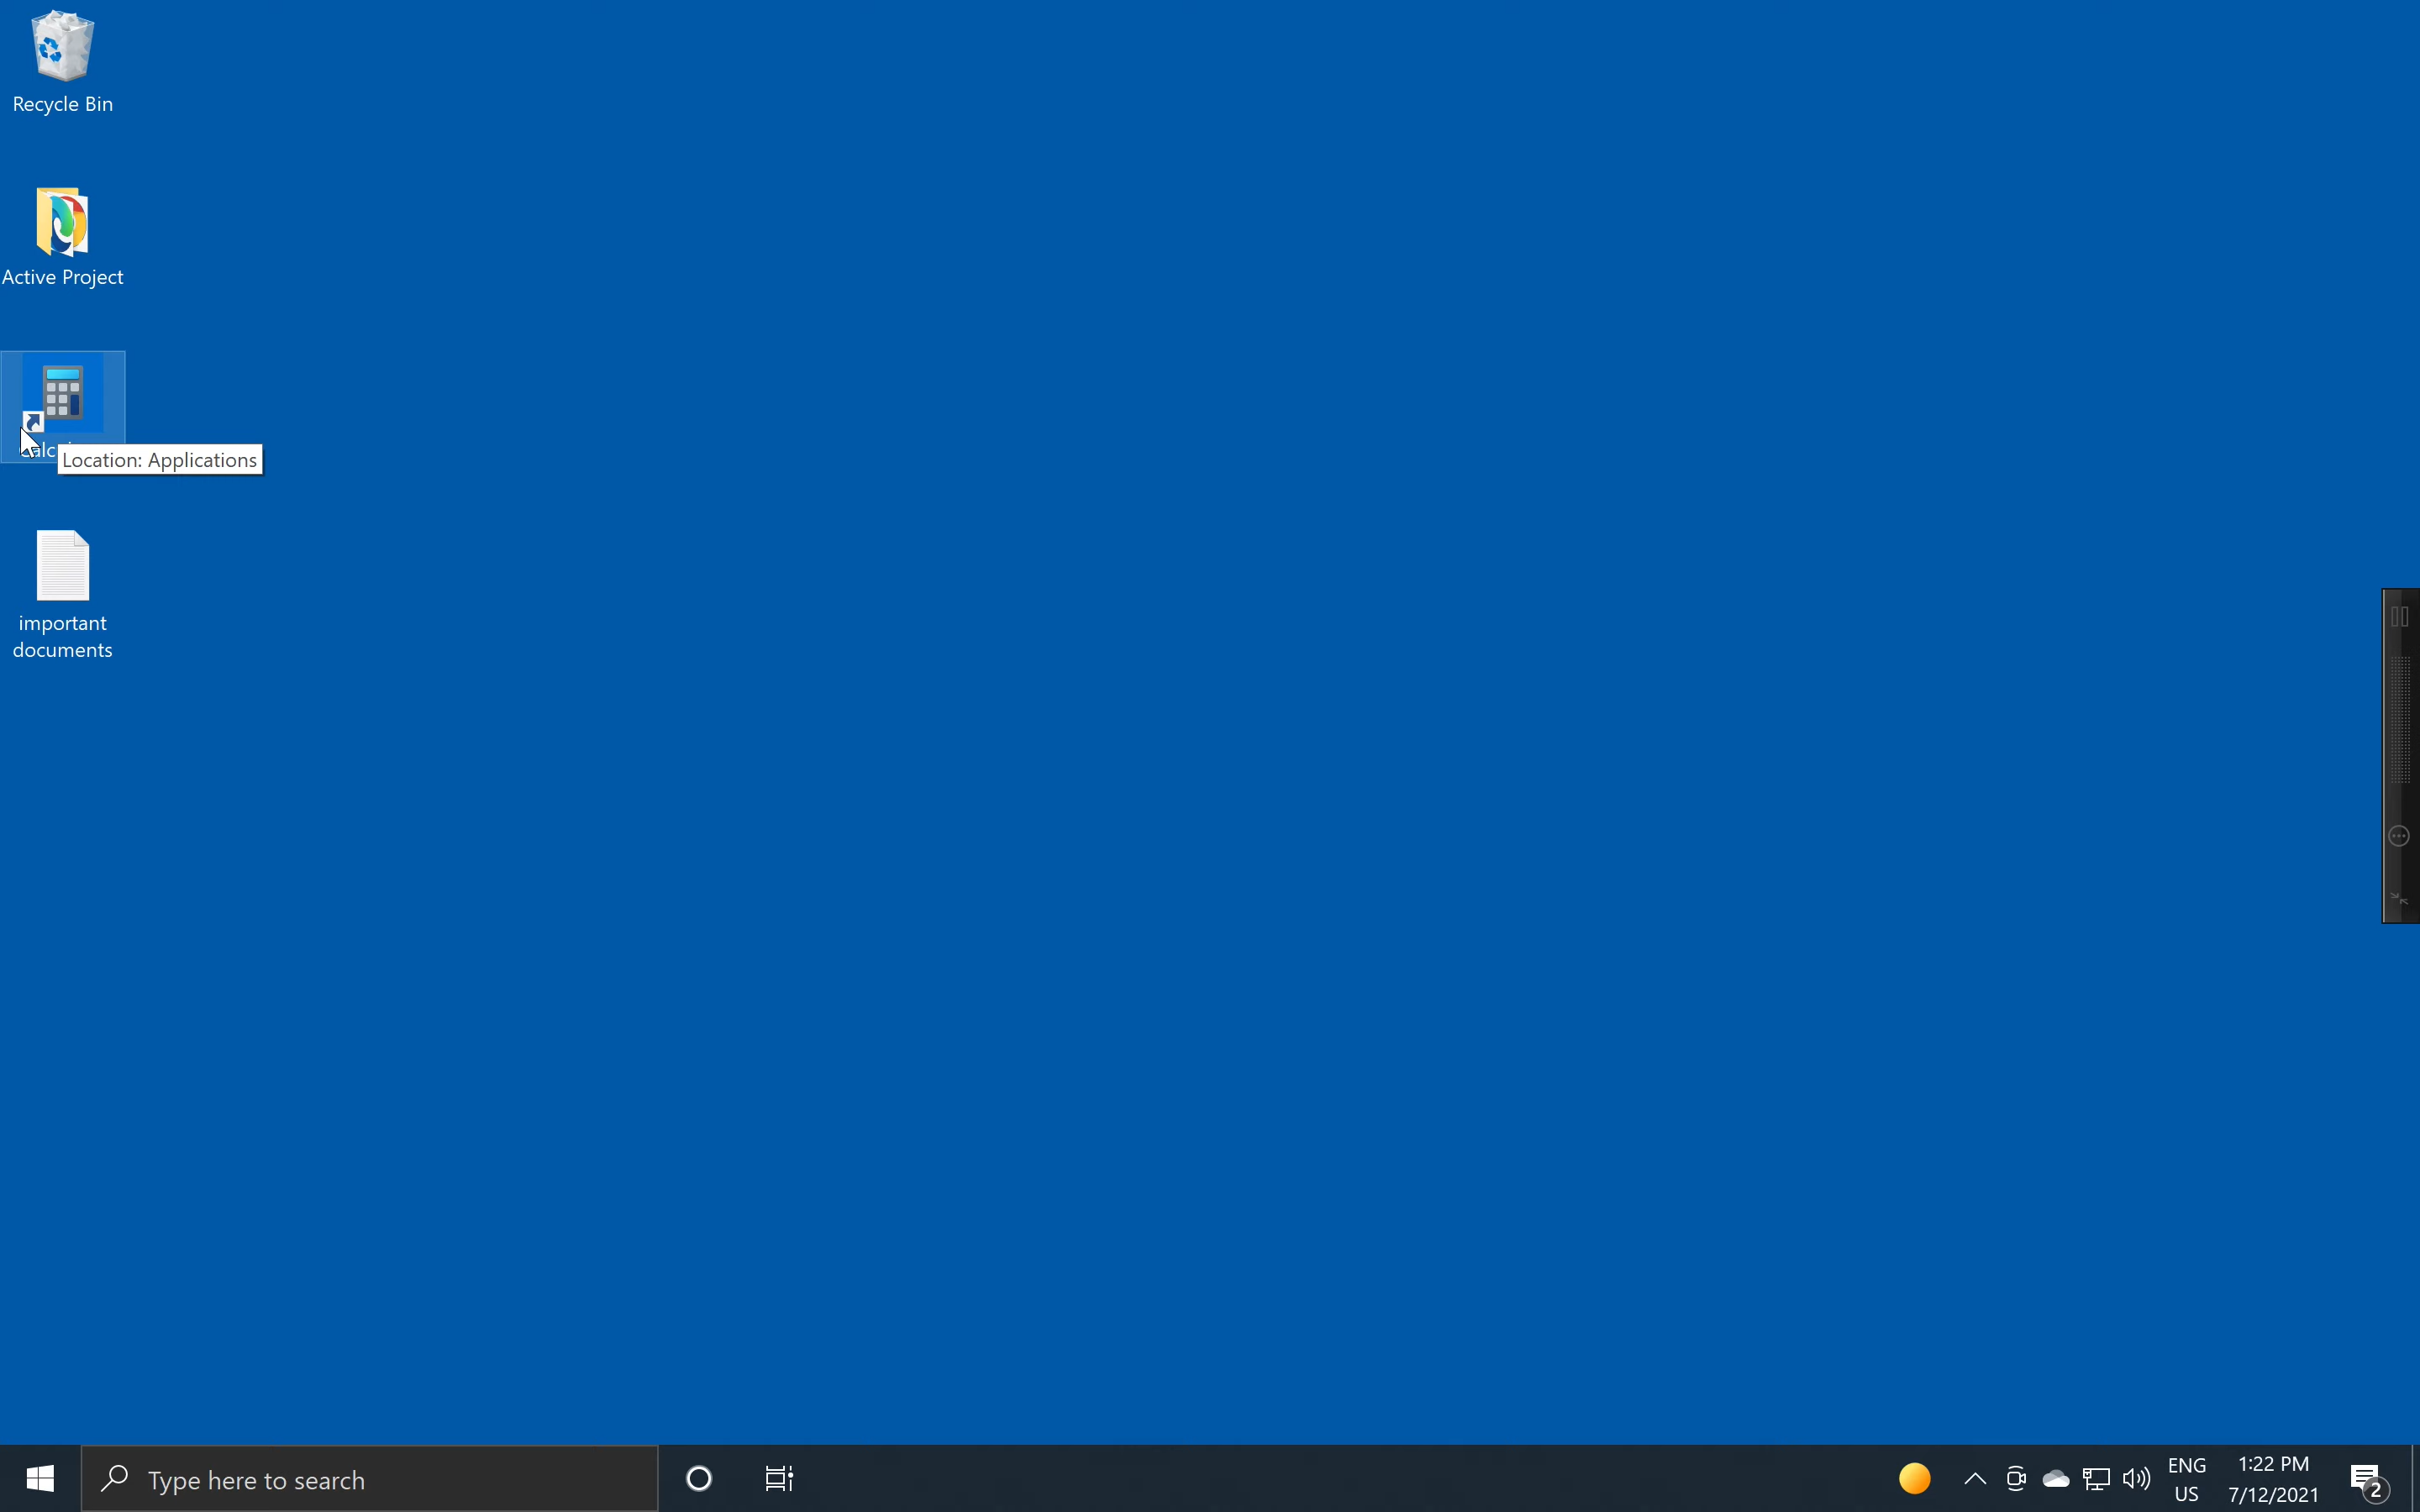 Recycle Bin
Active Project
Location: Applications
important
documents
Type here to search
ENG
US
1:22 PM
7/12/2021
2